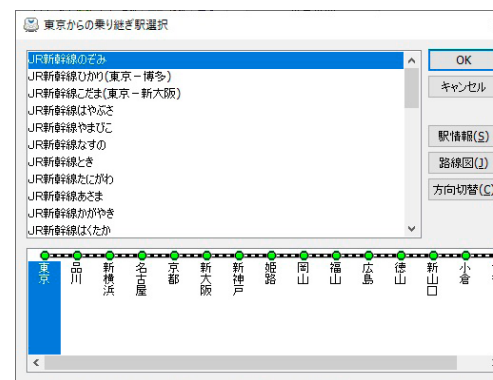 東京からの乗り継ぎ駅選択
JR新幹線のぞみ
JR新幹線ひかり(東京－博多)
JR新幹線こだま(東京－新大阪)
JR新幹線はやぶさ
JR新幹線やまびこ
JR新幹線なすの
JR新幹線とき
JR新幹線たにがわ
JR新幹線あさま
JR新幹線かがやき
JR新幹線はくたか
OK
キャンセル
駅情報(S)
路線図(J)
方向切替(C)
東京
品川
新横浜
名古屋
京都
新大阪
新神戸
姫路
岡山
福山
広島
徳山
新山口
小倉